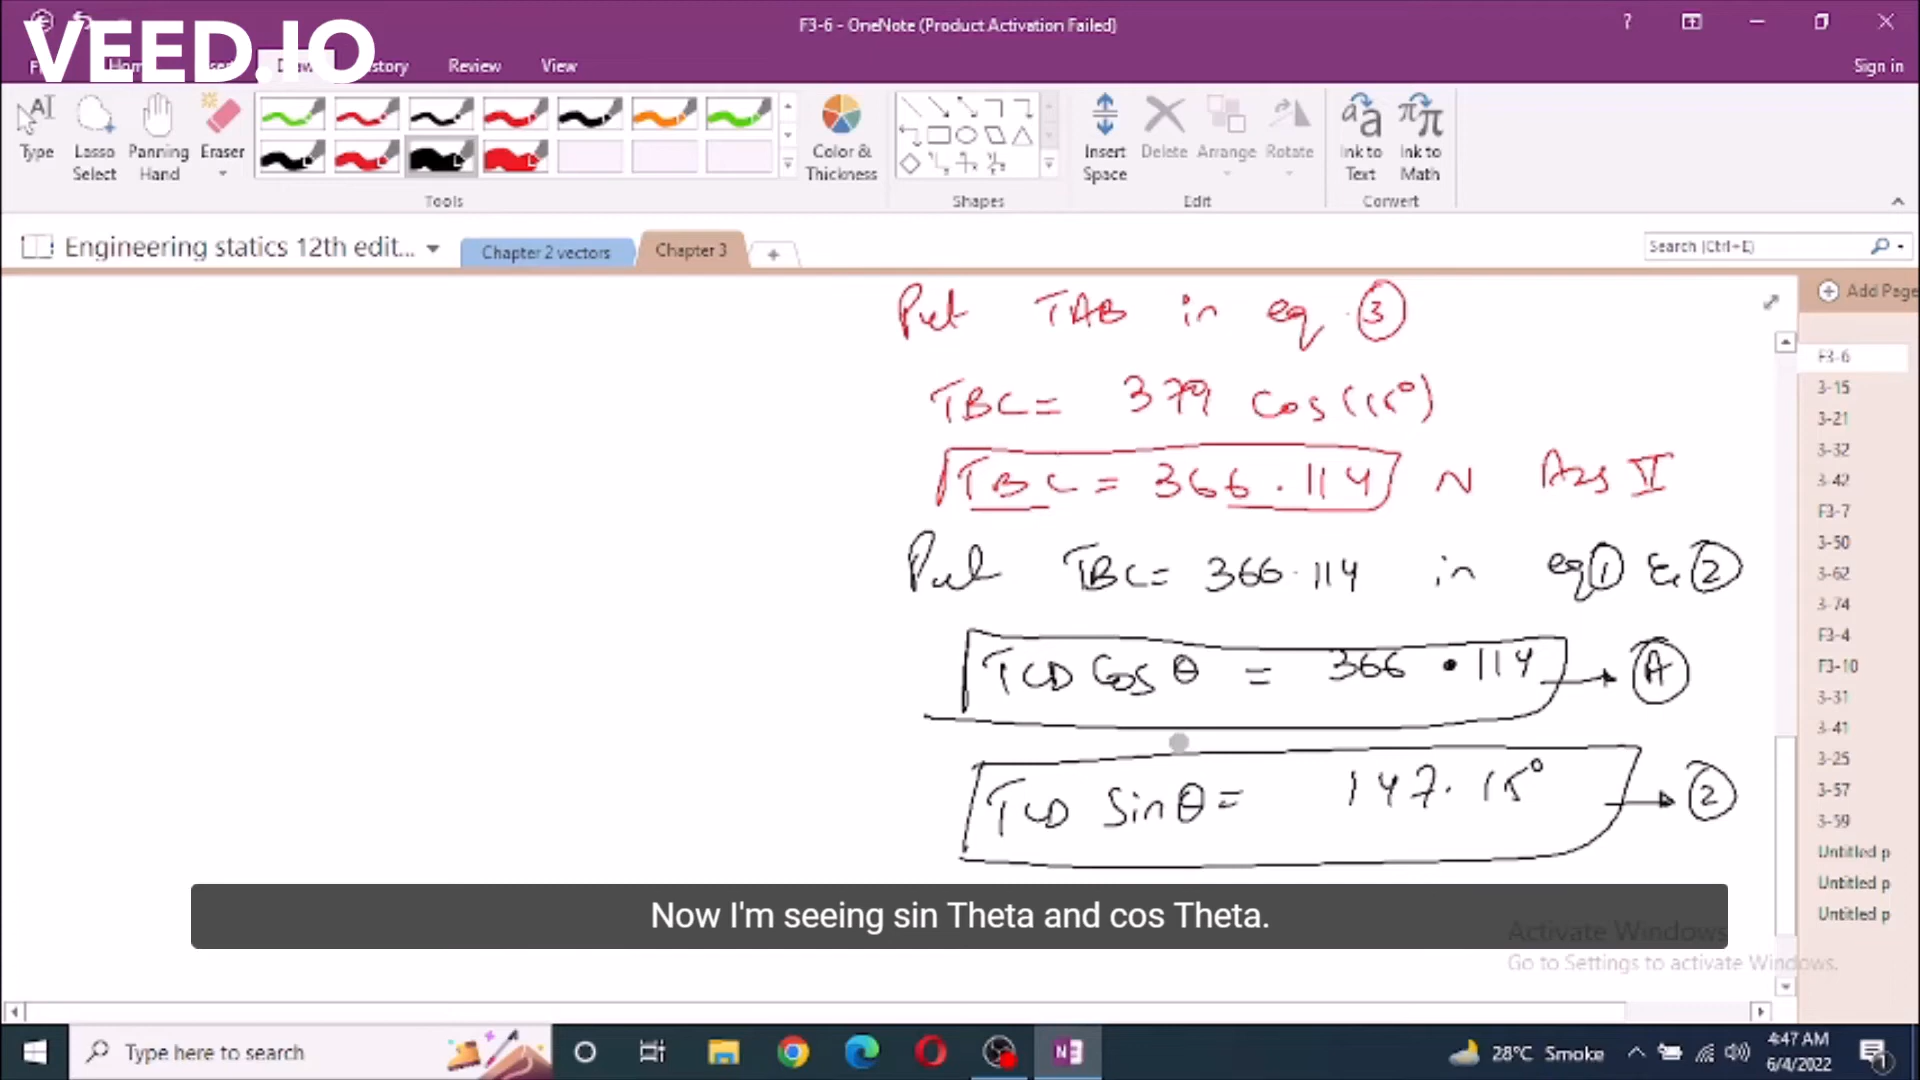 F3-6 - OneNote (Product Activation Failed)
?
VEED.IO
Review
View
Sign in
Type
Lasso Select
Panning Hand
Eraser
Color & Thickness
Insert Space
Delete
Arrange
Rotate
Ink to Text
Ink to Math
Tools
Shapes
Edit
Convert
Engineering statics 12th edit...
Chapter 2 vectors
Chapter 3
Search (Ctrl+E)
Add Page
F3-6
3-15
3-21
3-32
3-42
F3-7
3-50
3-62
3-74
F3-4
F3-10
3-31
3-41
3-25
3-57
3-59
Untitled p
Untitled p
Untitled p
Put TAB in eq. ③
TBC = 379 cos(15°)
TBC = 366.114 N Ans
Put TBC = 366.114 in eq ① & ②
TCD Cos θ = 366.114 → Ⓐ
TCD Sin θ = 147.15° → ②
Now I'm seeing sin Theta and cos Theta.
Activate Windows
Go to Settings to activate Windows.
Type here to search
28°C Smoke
4:47 AM
6/4/2022
1